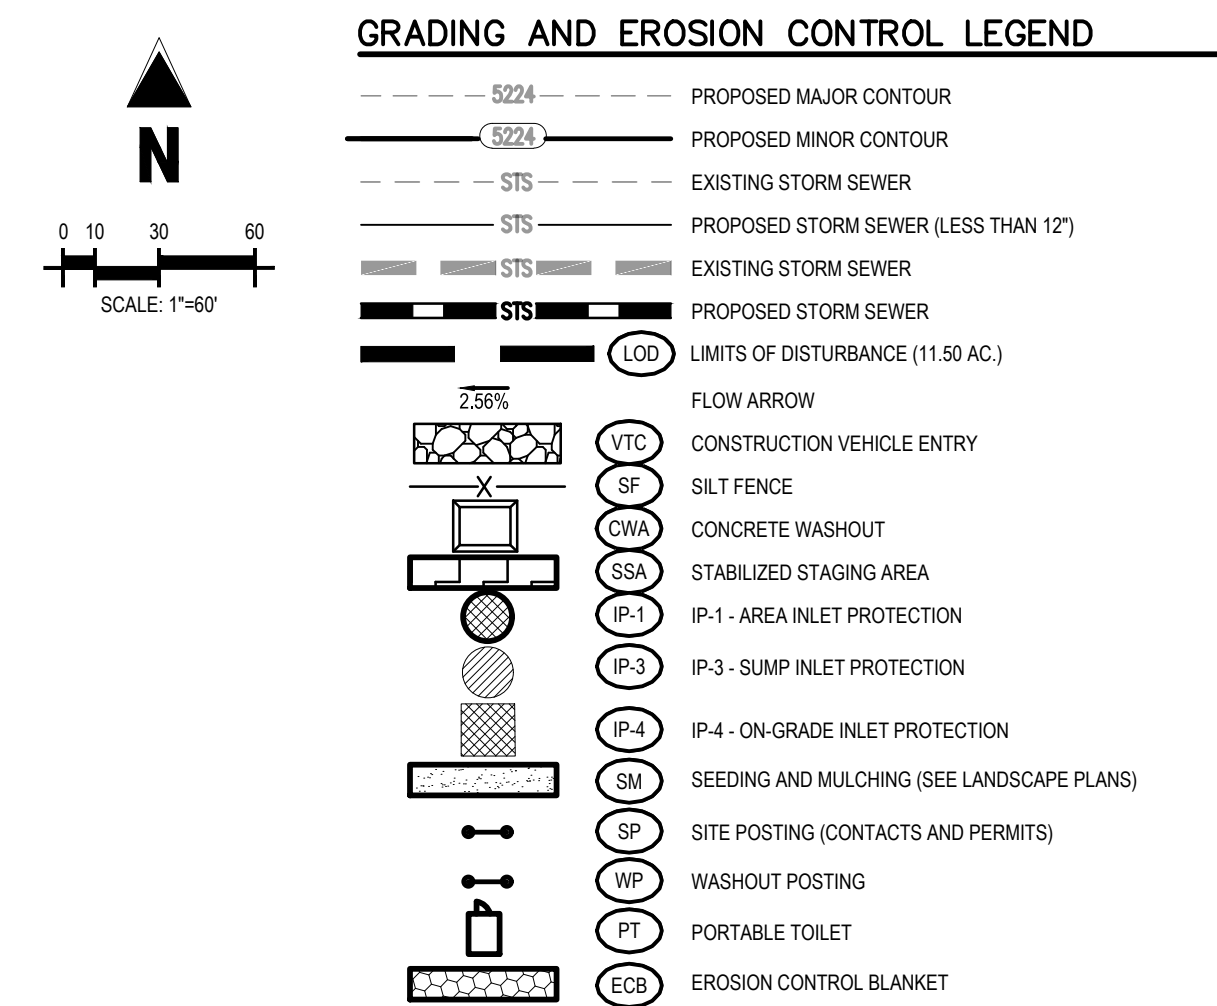 GRADING AND EROSION CONTROL LEGEND
N
0 10 30 60
SCALE: 1"=60'
5224 PROPOSED MAJOR CONTOUR
5224 PROPOSED MINOR CONTOUR
STS EXISTING STORM SEWER
STS PROPOSED STORM SEWER (LESS THAN 12")
STS EXISTING STORM SEWER
STS PROPOSED STORM SEWER
LOD LIMITS OF DISTURBANCE (11.50 AC.)
2.56% FLOW ARROW
VTC CONSTRUCTION VEHICLE ENTRY
X SF SILT FENCE
CWA CONCRETE WASHOUT
SSA STABILIZED STAGING AREA
IP-1 IP-1 - AREA INLET PROTECTION
IP-3 IP-3 - SUMP INLET PROTECTION
IP-4 IP-4 - ON-GRADE INLET PROTECTION
SM SEEDING AND MULCHING (SEE LANDSCAPE PLANS)
SP SITE POSTING (CONTACTS AND PERMITS)
WP WASHOUT POSTING
PT PORTABLE TOILET
ECB EROSION CONTROL BLANKET